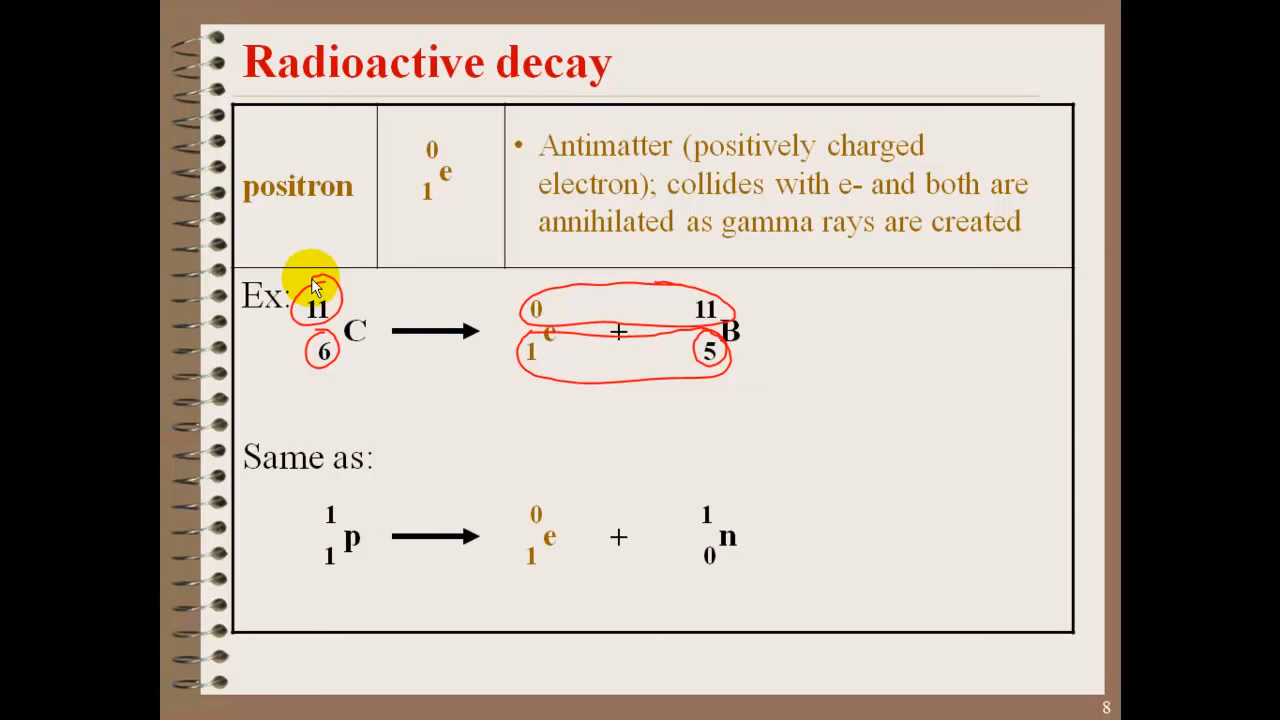 Radioactive decay
positron
0
1 e
• Antimatter (positively charged
electron); collides with e- and both are
annihilated as gamma rays are created
Ex:
11 0 11
C e + B
6 1 5
Same as:
1 0 1
p e + n
1 1 0
8